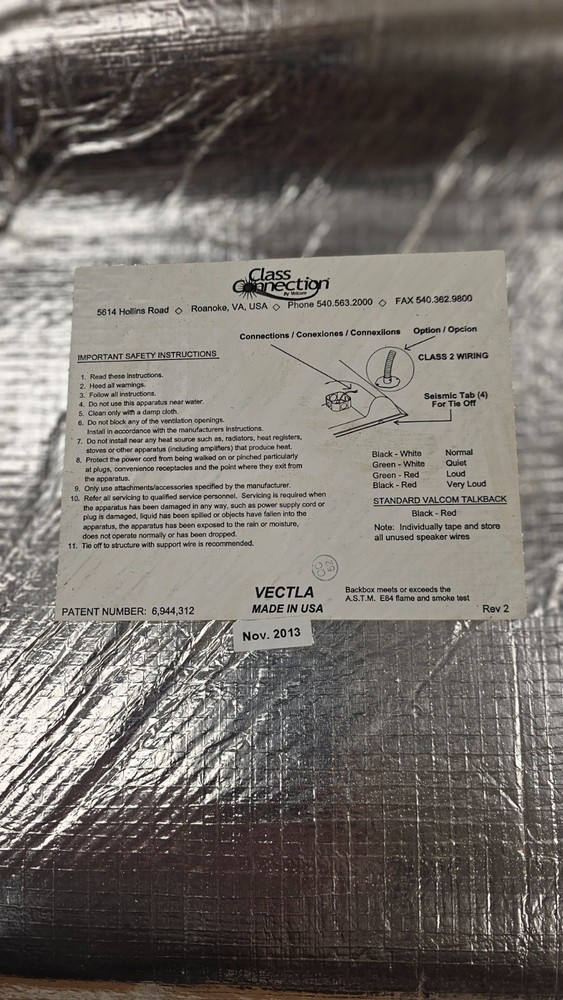 Class
Connection
By Valcom
5614 Hollins Road ◇ Roanoke, VA, USA ◇ Phone 540.563.2000 ◇ FAX 540.362.9800
Connections / Conexiones / Connexiions
Option / Opcion
CLASS 2 WIRING
Seismic Tab (4)
For Tie Off
IMPORTANT SAFETY INSTRUCTIONS
1. Read these instructions.
2. Heed all warnings.
3. Follow all instructions.
4. Do not use this apparatus near water.
5. Clean only with a damp cloth.
6. Do not block any of the ventilation openings.
Install in accordance with the manufacturers instructions.
7. Do not install near any heat source such as, radiators, heat registers,
stoves or other apparatus (including amplifiers) that produce heat.
8. Protect the power cord from being walked on or pinched particularly
at plugs, convenience receptacles and the point where they exit from
the apparatus.
9. Only use attachments/accessories specified by the manufacturer.
10. Refer all servicing to qualified service personnel. Servicing is required when
the apparatus has been damaged in any way, such as power supply cord or
plug is damaged, liquid has been spilled or objects have fallen into the
apparatus, the apparatus has been exposed to the rain or moisture,
does not operate normally or has been dropped.
11. Tie off to structure with support wire is recommended.
Black - White Normal
Green - White Quiet
Green - Red Loud
Black - Red Very Loud
STANDARD VALCOM TALKBACK
Black - Red
Note: Individually tape and store
all unused speaker wires
PATENT NUMBER: 6,944,312
VECTLA
MADE IN USA
Backbox meets or exceeds the
A.S.T.M. E84 flame and smoke test
Rev 2
Nov. 2013